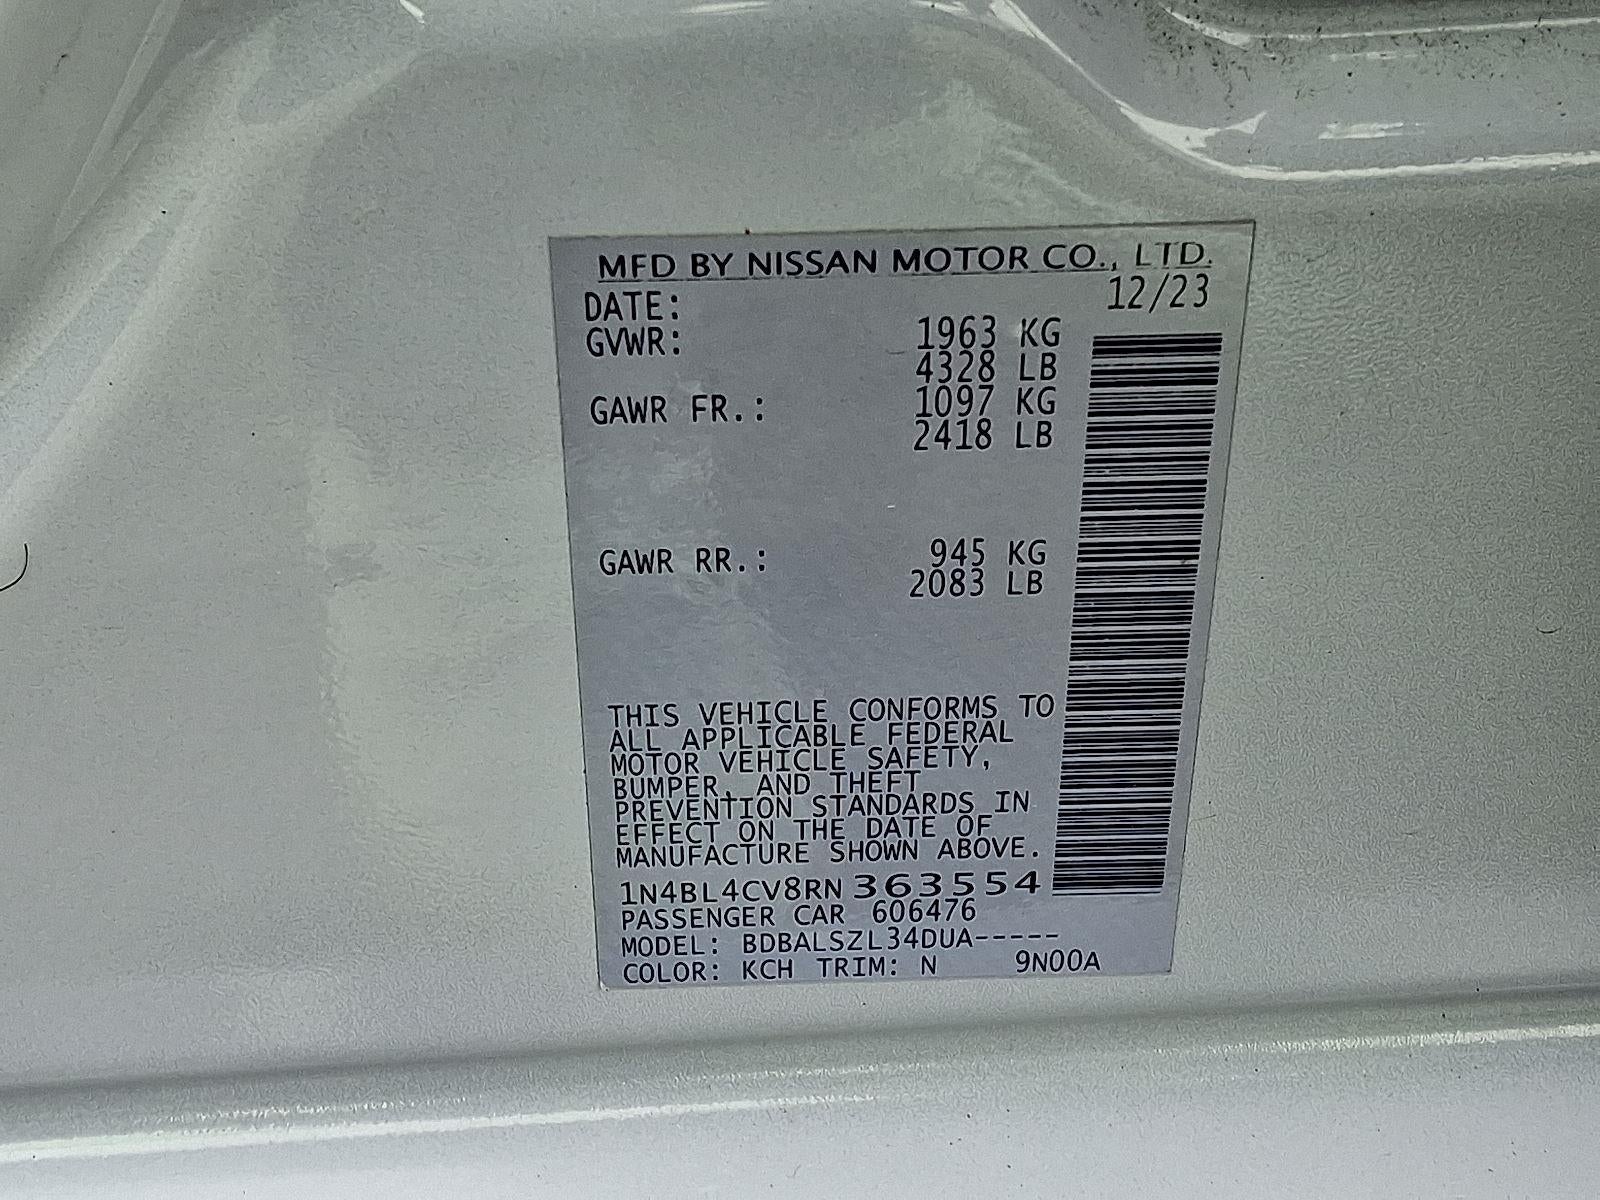 MFD BY NISSAN MOTOR CO., LTD.
DATE: 12/23
GVWR: 1963 KG
4328 LB
GAWR FR.: 1097 KG
2418 LB
GAWR RR.: 945 KG
2083 LB
THIS VEHICLE CONFORMS TO
ALL APPLICABLE FEDERAL
MOTOR VEHICLE SAFETY,
BUMPER, AND THEFT
PREVENTION STANDARDS IN
EFFECT ON THE DATE OF
MANUFACTURE SHOWN ABOVE.
1N4BL4CV8RN363554
PASSENGER CAR 606476
MODEL: BDBALSZL34DUA-----
COLOR: KCH TRIM: N 9N00A